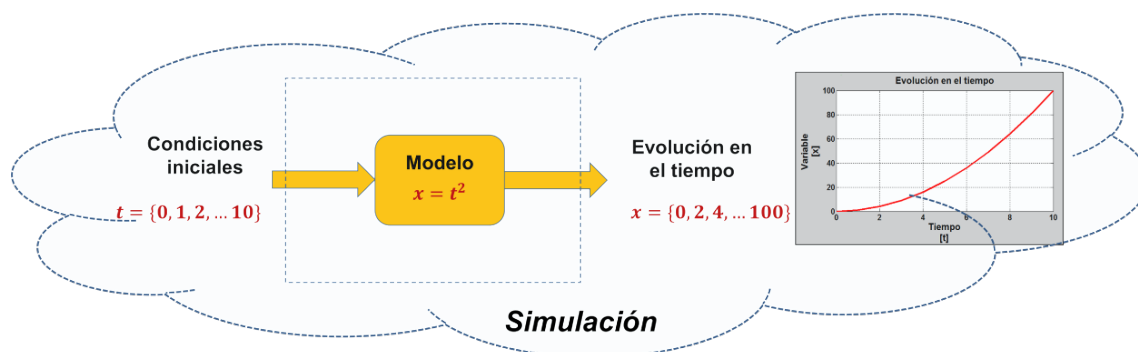 Condiciones
iniciales
t = {0, 1, 2, ... 10}
Modelo
x = t²
Evolución en
el tiempo
x = {0, 2, 4, ... 100}
Evolución en el tiempo
Variable
[x]
100
80
60
40
20
0
0 2 4 6 8 10
Tiempo
[t]
Simulación